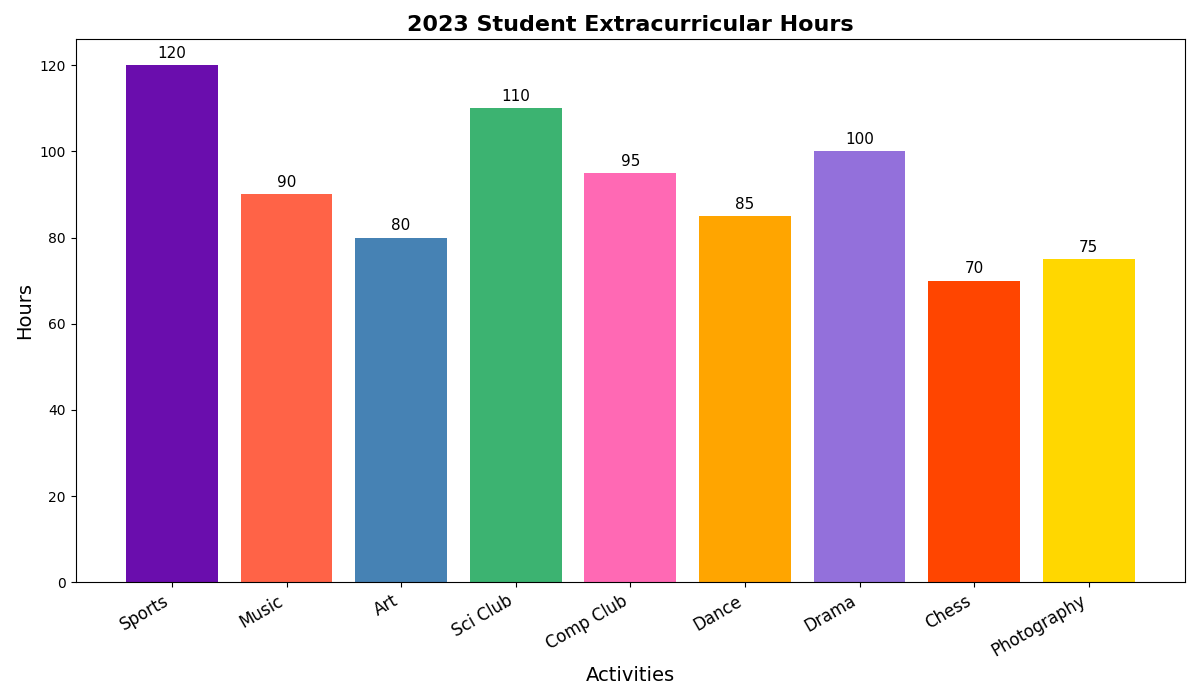 2023 Student Extracurricular Hours
Hours
120
100
80
60
40
20
0
120
90
80
110
95
85
100
70
75
Sports
Music
Art
Sci Club
Comp Club
Dance
Drama
Chess
Photography
Activities